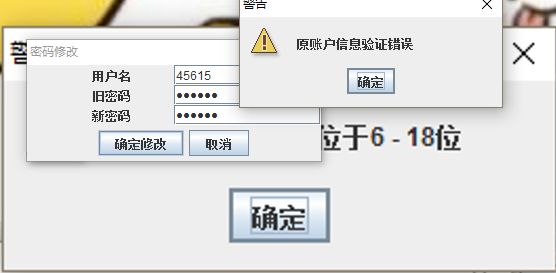 警告
原账户信息验证错误
确定
密码修改
用户名 45615
旧密码 ••••••
新密码 ••••••
确定修改 取消
位于6 - 18位
确定